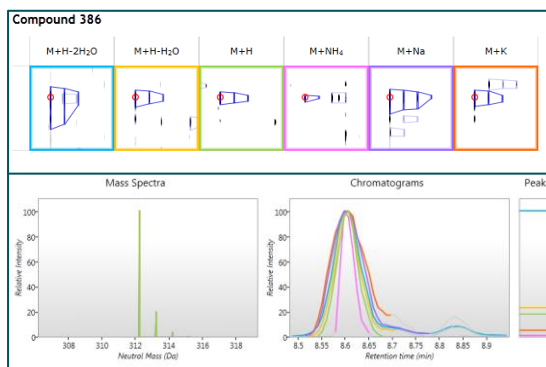 Compound 386
M+H-2H₂O M+H-H₂O M+H M+NH₄ M+Na M+K
Mass Spectra
Relative Intensity
100
80
60
40
20
0
308 310 312 314 316 318
Neutral Mass (Da)
Chromatograms
Relative Intensity
100
80
60
40
20
0
8.5 8.55 8.6 8.65 8.7 8.75 8.8 8.85 8.9
Retention time (min)
Peak